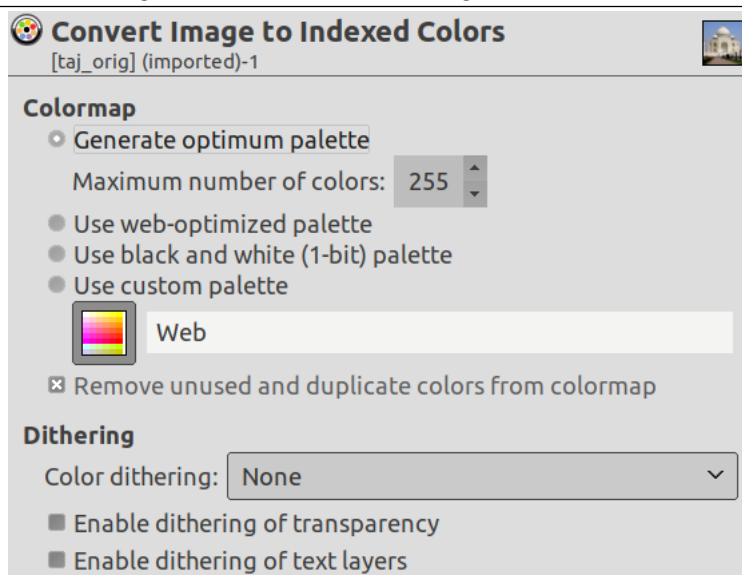 Convert Image to Indexed Colors
[taj_orig] (imported)-1
Colormap
Generate optimum palette
Maximum number of colors: 255
Use web-optimized palette
Use black and white (1-bit) palette
Use custom palette
Web
Remove unused and duplicate colors from colormap
Dithering
Color dithering: None
Enable dithering of transparency
Enable dithering of text layers